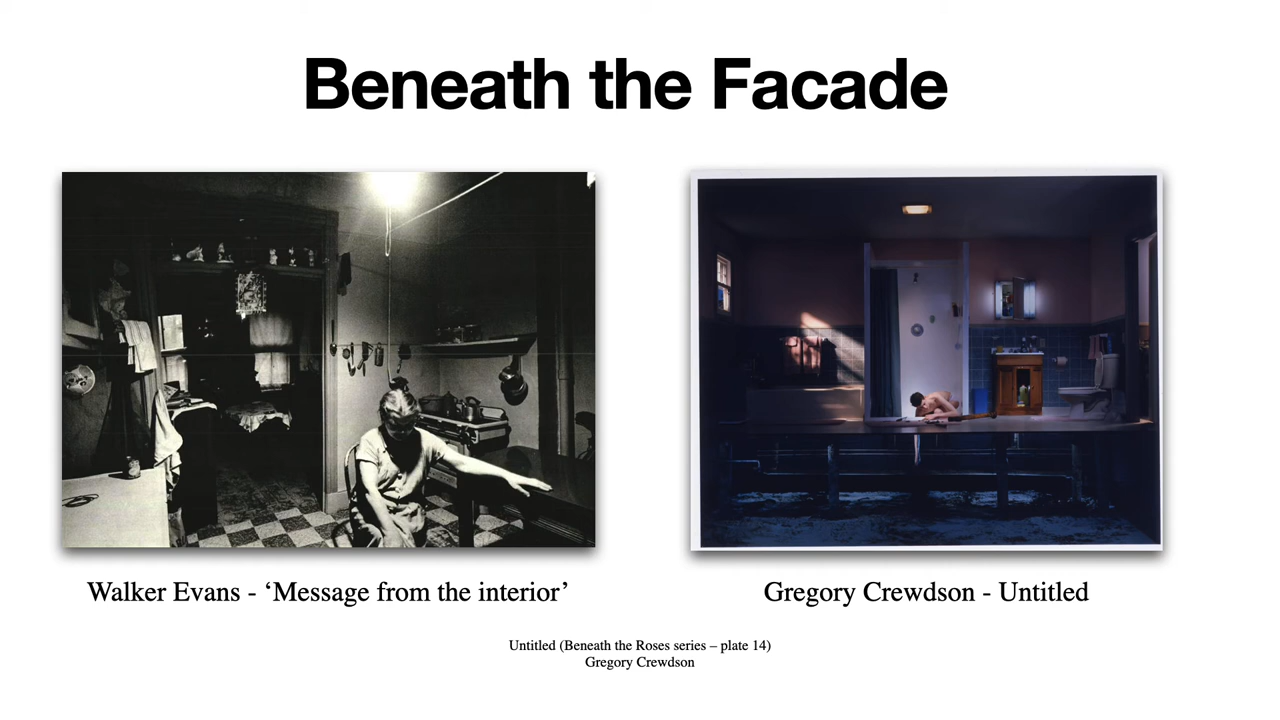 Beneath the Facade
Walker Evans - ‘Message from the interior’
Gregory Crewdson - Untitled
Untitled (Beneath the Roses series – plate 14)
Gregory Crewdson